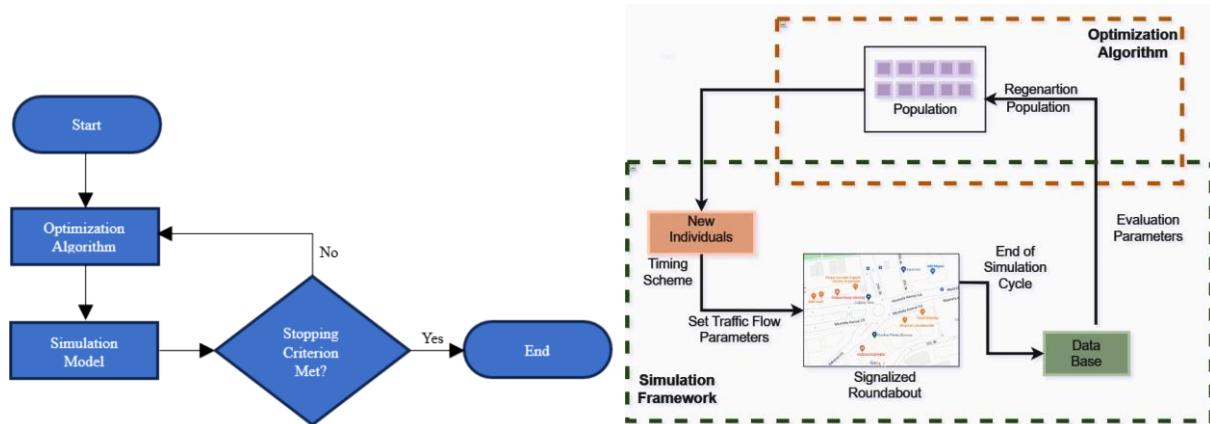 Start
Optimization
Algorithm
No
Simulation
Model
Stopping
Criterion
Met?
Yes
End
Optimization
Algorithm
Population
Regenartion
Population
New
Individuals
Timing
Scheme
Set Traffic Flow
Parameters
Signalized
Roundabout
End of
Simulation
Cycle
Evaluation
Parameters
Data
Base
Simulation
Framework